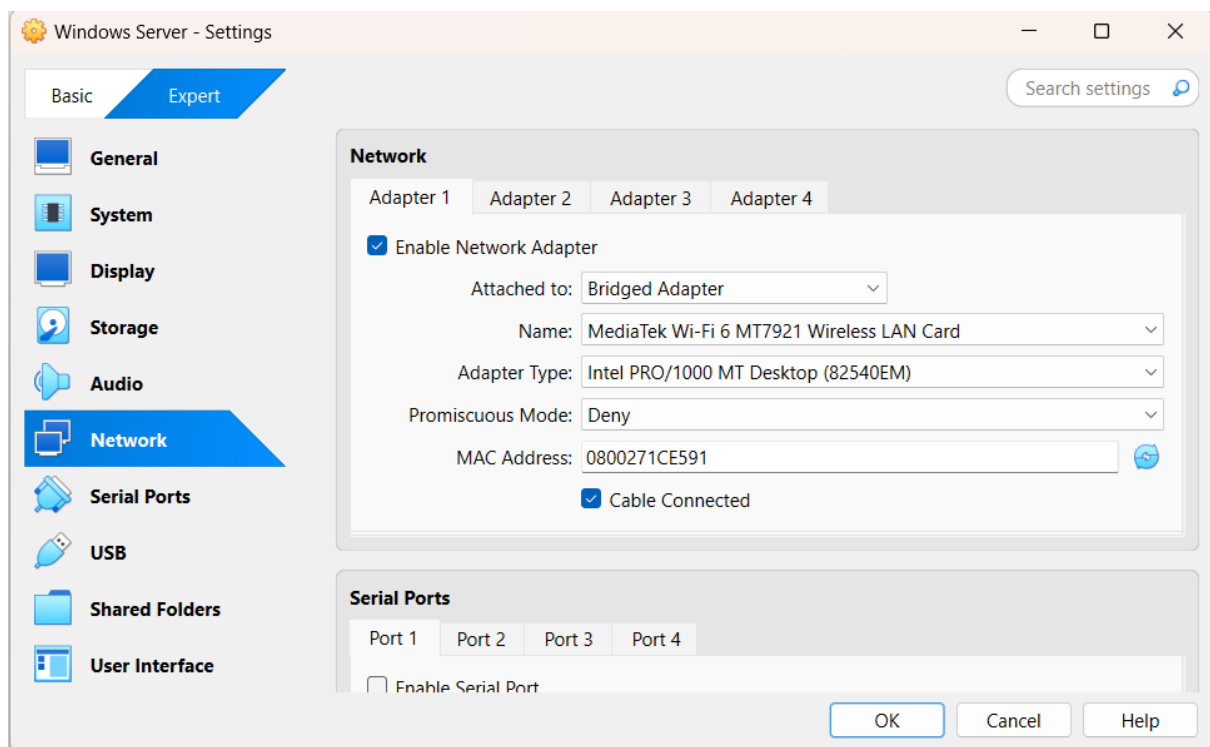 Windows Server - Settings
Basic
Expert
Search settings
General
System
Display
Storage
Audio
Network
Serial Ports
USB
Shared Folders
User Interface
Network
Adapter 1 Adapter 2 Adapter 3 Adapter 4
Enable Network Adapter
Attached to: Bridged Adapter
Name: MediaTek Wi-Fi 6 MT7921 Wireless LAN Card
Adapter Type: Intel PRO/1000 MT Desktop (82540EM)
Promiscuous Mode: Deny
MAC Address: 0800271CE591
Cable Connected
Serial Ports
Port 1 Port 2 Port 3 Port 4
Enable Serial Port
OK Cancel Help